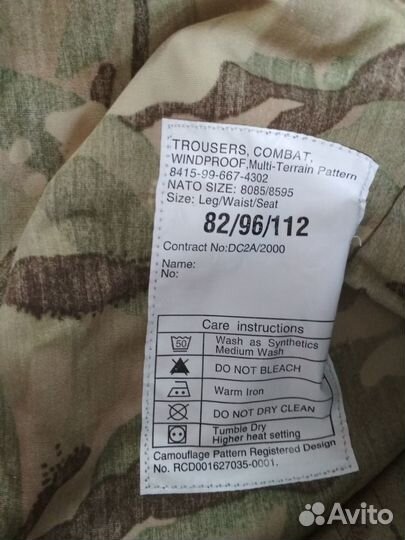 TROUSERS, COMBAT,
WINDPROOF, Multi-Terrain Pattern
8415-99-667-4302
NATO SIZE: 8085/8595
Size: Leg/Waist/Seat
82/96/112
Contract No:DC2A/2000
Name:
No:
Care instructions
50 Wash as Synthetics
Medium Wash
DO NOT BLEACH
Warm Iron
DO NOT DRY CLEAN
Tumble Dry
Higher heat setting
Camouflage Pattern Registered Design
No. RCD001627035-0001.
Avito